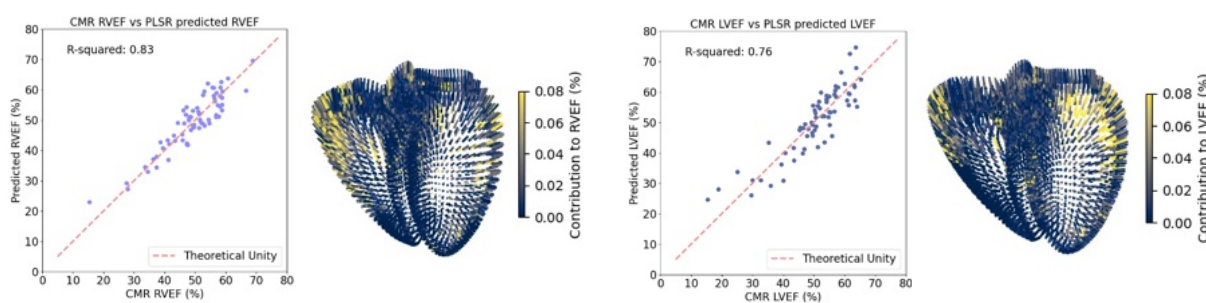 CMR RVEF vs PLSR predicted RVEF
80
70
60
50
40
30
20
10
0
Predicted RVEF (%)
R-squared: 0.83
Theoretical Unity
0 10 20 30 40 50 60 70 80
CMR RVEF (%)
0.08
0.06
0.04
0.02
0.00
Contribution to RVEF (%)
CMR LVEF vs PLSR predicted LVEF
80
70
60
50
40
30
20
10
0
Predicted LVEF (%)
R-squared: 0.76
Theoretical Unity
0 10 20 30 40 50 60 70 80
CMR LVEF (%)
0.08
0.06
0.04
0.02
0.00
Contribution to LVEF (%)